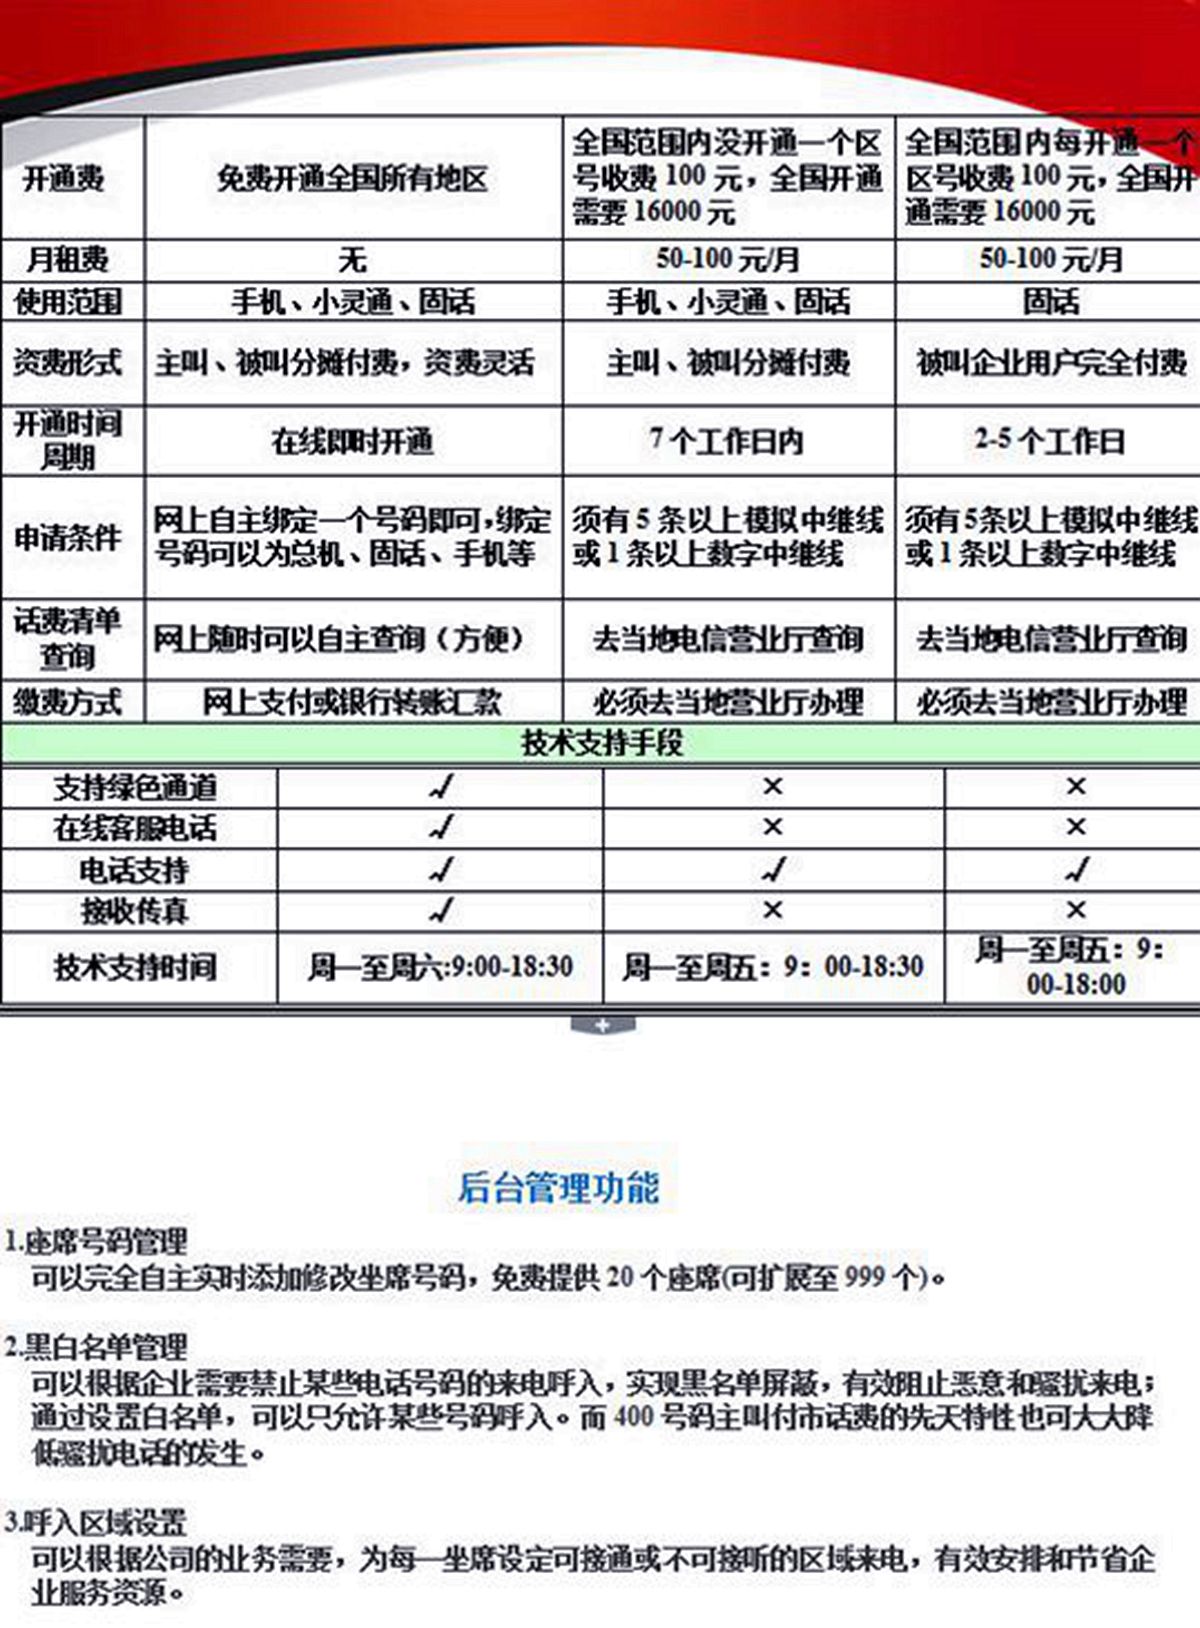 开通费
免费开通全国所有地区
全国范围内没开通一个区
号收费 100 元，全国开通
需要 16000 元
全国范围内每开通一个
区号收费 100 元，全国开
通需要 16000 元
月租费
无
50-100 元/月
50-100 元/月
使用范围
手机、小灵通、固话
手机、小灵通、固话
固话
资费形式
主叫、被叫分摊付费，资费灵活
主叫、被叫分摊付费
被叫企业用户完全付费
开通时间
周期
在线即时开通
7 个工作日内
2-5 个工作日
申请条件
网上自主绑定一个号码即可，绑定
号码可以为总机、固话、手机等
须有 5 条以上模拟中继线
或 1 条以上数字中继线
须有5条以上模拟中继线
或 1 条以上数字中继线
话费清单
查询
网上随时可以自主查询（方便）
去当地电信营业厅查询
去当地电信营业厅查询
缴费方式
网上支付或银行转账汇款
必须去当地营业厅办理
必须去当地营业厅办理
技术支持手段
支持绿色通道 √ × ×
在线客服电话 √ × ×
电话支持 √ √ √
接收传真 √ × ×
技术支持时间
周一至周六:9:00-18:30
周一至周五：9：00-18:30
周一至周五：9：
00-18:00
后台管理功能
1.座席号码管理
可以完全自主实时添加修改坐席号码，免费提供 20 个座席(可扩展至 999 个)。
2.黑白名单管理
可以根据企业需要禁止某些电话号码的来电呼入，实现黑名单屏蔽，有效阻止恶意和骚扰来电；
通过设置白名单，可以只允许某些号码呼入。而 400 号码主叫付市话费的先天特性也可大大降
低骚扰电话的发生。
3.呼入区域设置
可以根据公司的业务需要，为每一坐席设定可接通或不可接听的区域来电，有效安排和节省企
业服务资源。